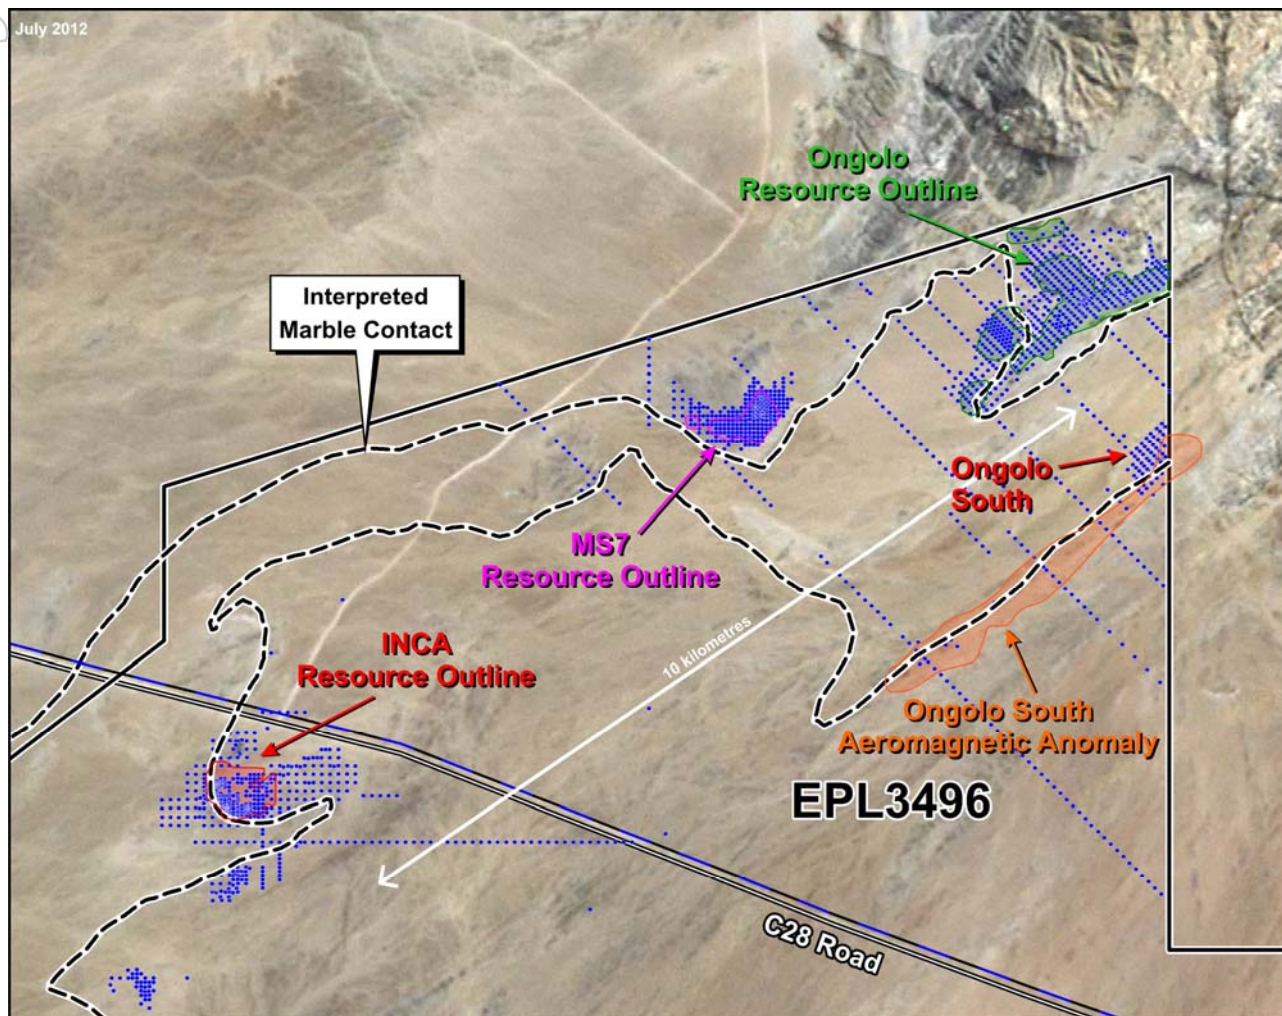 July 2012
Ongolo
Resource Outline
Interpreted
Marble Contact
Ongolo
South
MS7
Resource Outline
10 kilometres
INCA
Resource Outline
Ongolo South
Aeromagnetic Anomaly
EPL3496
C28 Road